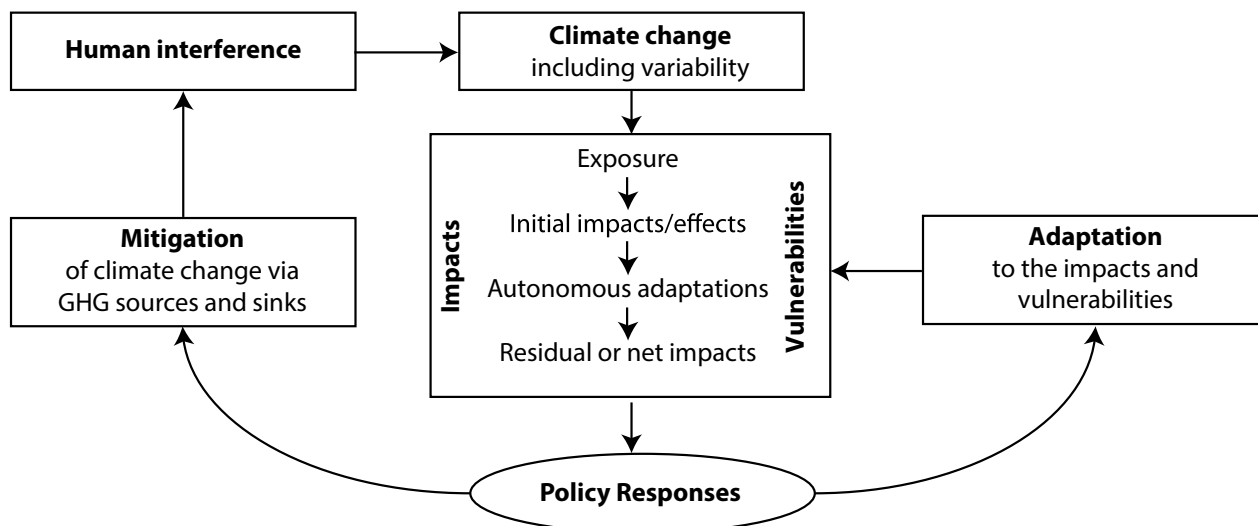 Human interference
Climate change
including variability
Exposure
Initial impacts/effects
Autonomous adaptations
Residual or net impacts
Impacts
Vulnerabilities
Mitigation
of climate change via
GHG sources and sinks
Adaptation
to the impacts and
vulnerabilities
Policy Responses